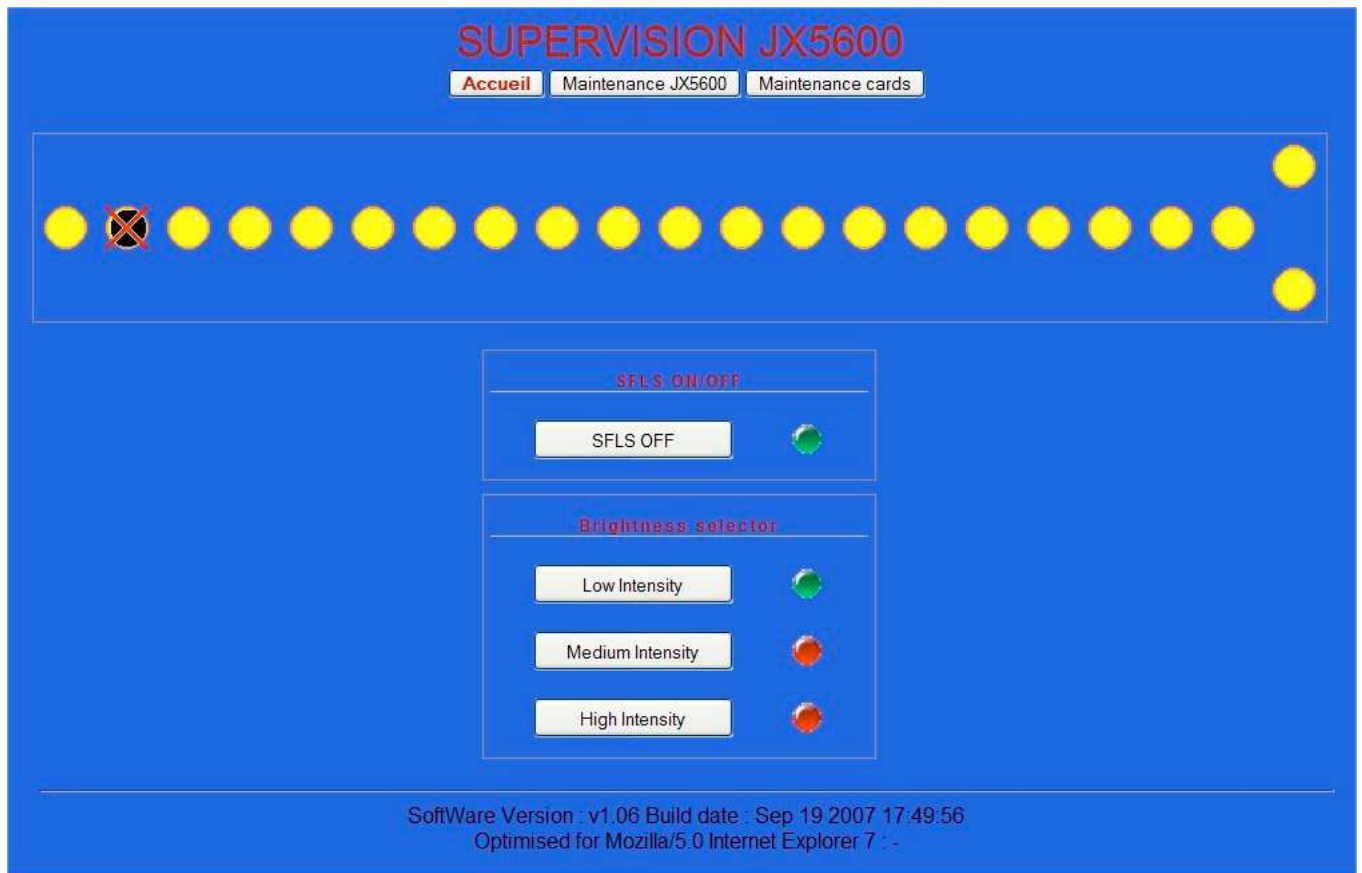 SUPERVISION JX5600
Accueil Maintenance JX5600 Maintenance cards
SFLS ON/OFF
SFLS OFF
Brightness selector
Low Intensity
Medium Intensity
High Intensity
SoftWare Version : v1.06 Build date : Sep 19 2007 17:49:56
Optimised for Mozilla/5.0 Internet Explorer 7 : -